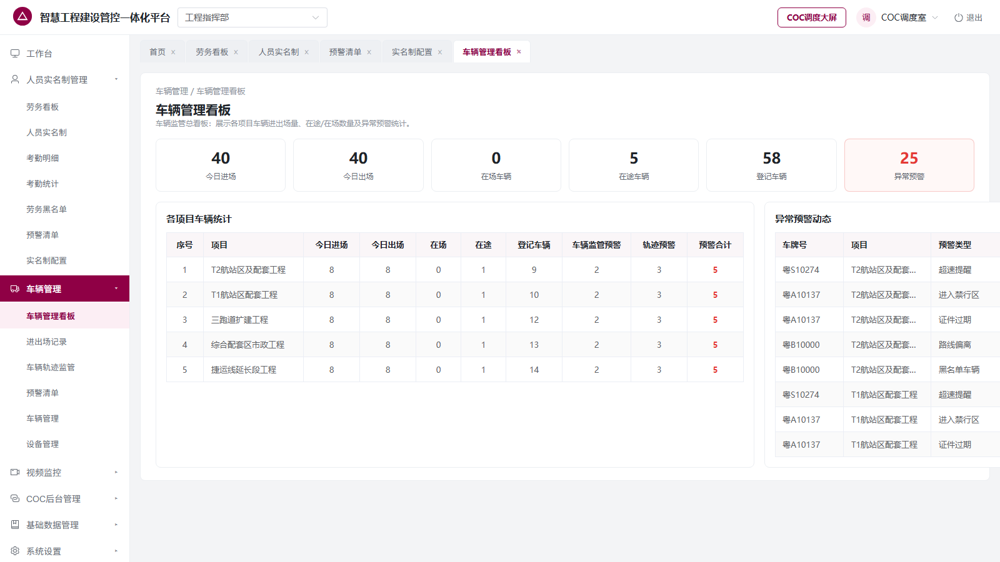 智慧工程建设管控一体化平台 工程指挥部 COC调度大屏 调 COC调度室 退出
工作台
人员实名制管理
劳务看板
人员实名制
考勤明细
考勤统计
劳务黑名单
预警清单
实名制配置
车辆管理
车辆管理看板
进出场记录
车辆轨迹监管
预警清单
车辆管理
设备管理
视频监控
COC后台管理
基础数据管理
系统设置
首页 × 劳务看板 × 人员实名制 × 预警清单 × 实名制配置 × 车辆管理看板 ×
车辆管理 / 车辆管理看板
车辆管理看板
车辆监管总看板：展示各项目车辆进出场量、在途/在场数量及异常预警统计。
40 40 0 5 58 25
今日进场 今日出场 在场车辆 在途车辆 登记车辆 异常预警
各项目车辆统计
序号 项目 今日进场 今日出场 在场 在途 登记车辆 车辆监管预警 轨迹预警 预警合计
1 T2航站区及配套工程 8 8 0 1 9 2 3 5
2 T1航站区配套工程 8 8 0 1 10 2 3 5
3 三跑道扩建工程 8 8 0 1 12 2 3 5
4 综合配套区市政工程 8 8 0 1 13 2 3 5
5 捷运线延长段工程 8 8 0 1 14 2 3 5
异常预警动态
车牌号 项目 预警类型
粤S10274 T2航站区及配套... 超速提醒
粤A10137 T2航站区及配套... 进入禁行区
粤A10137 T2航站区及配套... 证件过期
粤B10000 T2航站区及配套... 路线偏离
粤B10000 T2航站区及配套... 黑名单车辆
粤S10274 T1航站区配套工程 超速提醒
粤A10137 T1航站区配套工程 进入禁行区
粤A10137 T1航站区配套工程 证件过期